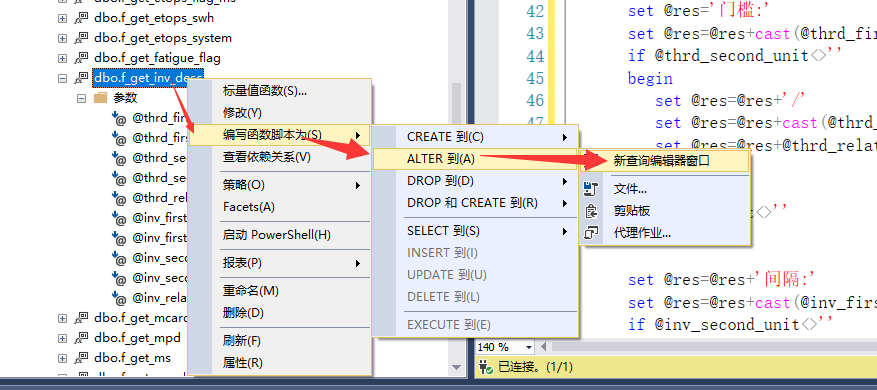 dbo.f_get_etops_swh
dbo.f_get_etops_system
dbo.f_get_fatigue_flag
dbo.f_get_inv_desc
参数
@thrd_fir
@thrd_fir
@thrd_sec
@thrd_sec
@thrd_rel
@inv_first
@inv_first
@inv_seco
@inv_seco
@inv_relat
dbo.f_get_mcard
dbo.f_get_mpd
dbo.f_get_ms
标量值函数(S)...
修改(Y)
编写函数脚本为(S)
查看依赖关系(V)
策略(O)
Facets(A)
启动 PowerShell(H)
报表(P)
重命名(M)
删除(D)
刷新(F)
属性(R)
CREATE 到(C)
ALTER 到(A)
DROP 到(D)
DROP 和 CREATE 到(R)
SELECT 到(S)
INSERT 到(I)
UPDATE 到(U)
DELETE 到(L)
EXECUTE 到(E)
新查询编辑器窗口
文件...
剪贴板
代理作业...
42 set @res='门槛:'
43 set @res=@res+cast(@thrd_fir
44 if @thrd_second_unit<>''
45 begin
46 set @res=@res+'/'
47 set @res=@res+cast(@thrd_
set @res=@res+@thrd_rela
<>''
set @res=@res+'间隔:'
set @res=@res+cast(@inv_firs
if @inv_second_unit<>''
140 %
已连接。(1/1)